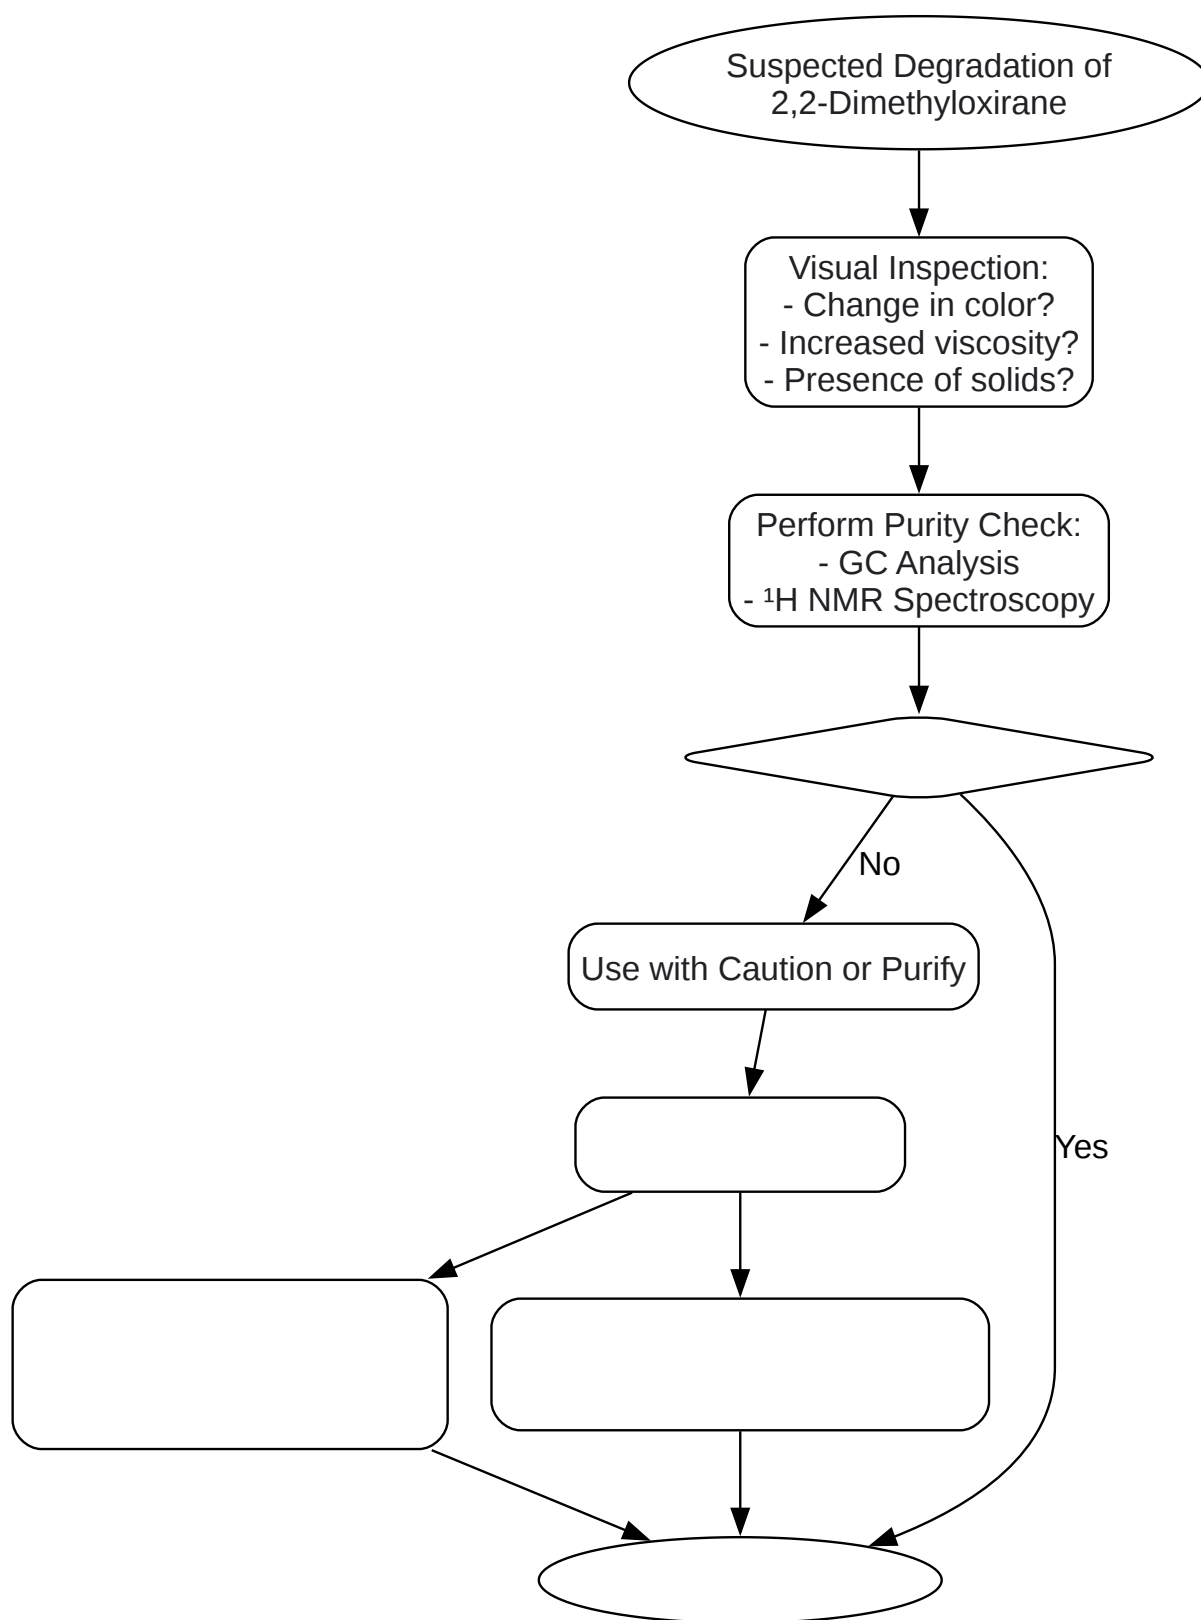 Suspected Degradation of
2,2-Dimethyloxirane
Visual Inspection:
- Change in color?
- Increased viscosity?
- Presence of solids?
Perform Purity Check:
- GC Analysis
- ¹H NMR Spectroscopy
No
Use with Caution or Purify
Yes